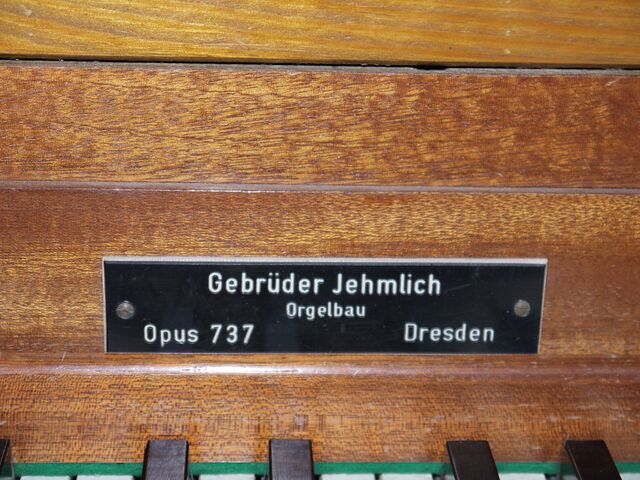 Gebrüder Jehmlich
Orgelbau
Opus 737 Dresden